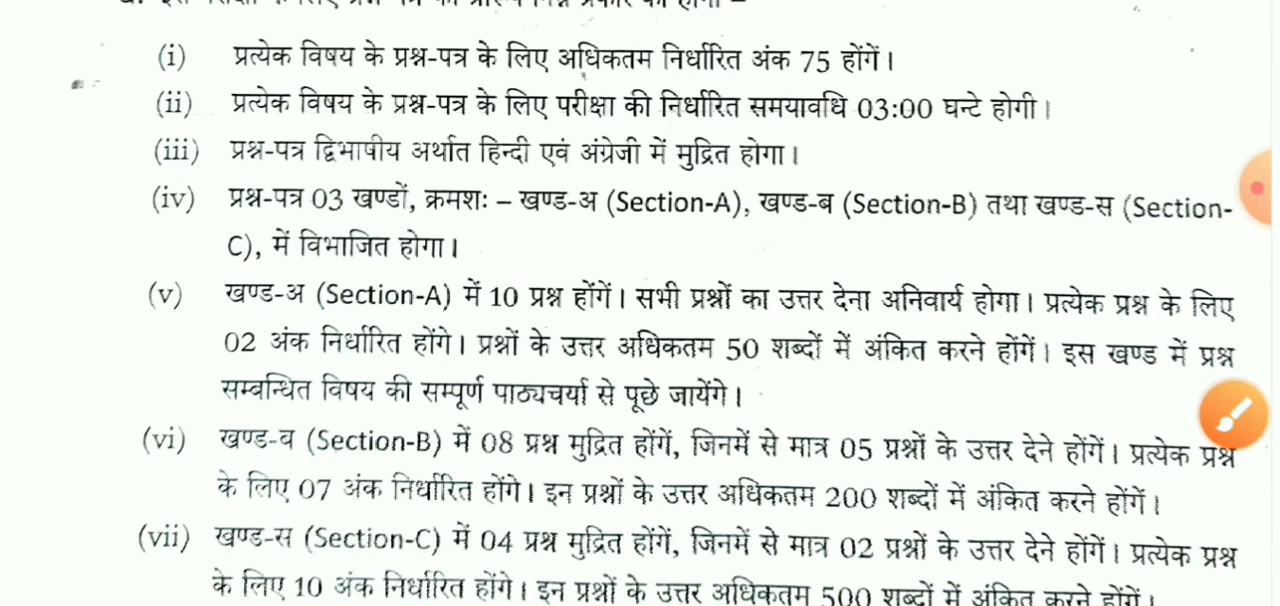 (i) प्रत्येक विषय के प्रश्न-पत्र के लिए अधिकतम निर्धारित अंक 75 होंगें।
(ii) प्रत्येक विषय के प्रश्न-पत्र के लिए परीक्षा की निर्धारित समयावधि 03:00 घन्टे होगी।
(iii) प्रश्न-पत्र द्विभाषीय अर्थात हिन्दी एवं अंग्रेजी में मुद्रित होगा।
(iv) प्रश्न-पत्र 03 खण्डों, क्रमशः – खण्ड-अ (Section-A), खण्ड-ब (Section-B) तथा खण्ड-स (Section-
C), में विभाजित होगा।
(v) खण्ड-अ (Section-A) में 10 प्रश्न होंगें। सभी प्रश्नों का उत्तर देना अनिवार्य होगा। प्रत्येक प्रश्न के लिए
02 अंक निर्धारित होंगे। प्रश्नों के उत्तर अधिकतम 50 शब्दों में अंकित करने होंगें। इस खण्ड में प्रश्न
सम्वन्धित विषय की सम्पूर्ण पाठ्यचर्या से पूछे जायेंगे।
(vi) खण्ड-व (Section-B) में 08 प्रश्न मुद्रित होंगें, जिनमें से मात्र 05 प्रश्नों के उत्तर देने होंगें। प्रत्येक प्रश्न
के लिए 07 अंक निर्धारित होंगे। इन प्रश्नों के उत्तर अधिकतम 200 शब्दों में अंकित करने होंगें।
(vii) खण्ड-स (Section-C) में 04 प्रश्न मुद्रित होंगें, जिनमें से मात्र 02 प्रश्नों के उत्तर देने होंगें। प्रत्येक प्रश्न
के लिए 10 अंक निर्धारित होंगे। इन प्रश्नों के उत्तर अधिकतम 500 शब्दों में अंकित करने होंगें।